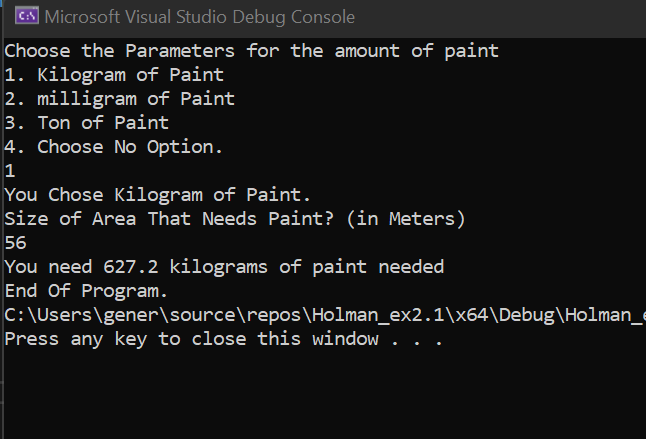 Microsoft Visual Studio Debug Console
Choose the Parameters for the amount of paint
1. Kilogram of Paint
2. milligram of Paint
3. Ton of Paint
4. Choose No Option.
1
You Chose Kilogram of Paint.
Size of Area That Needs Paint? (in Meters)
56
You need 627.2 kilograms of paint needed
End Of Program.
C:\Users\gener\source\repos\Holman_ex2.1\x64\Debug\Holman_e
Press any key to close this window . . .